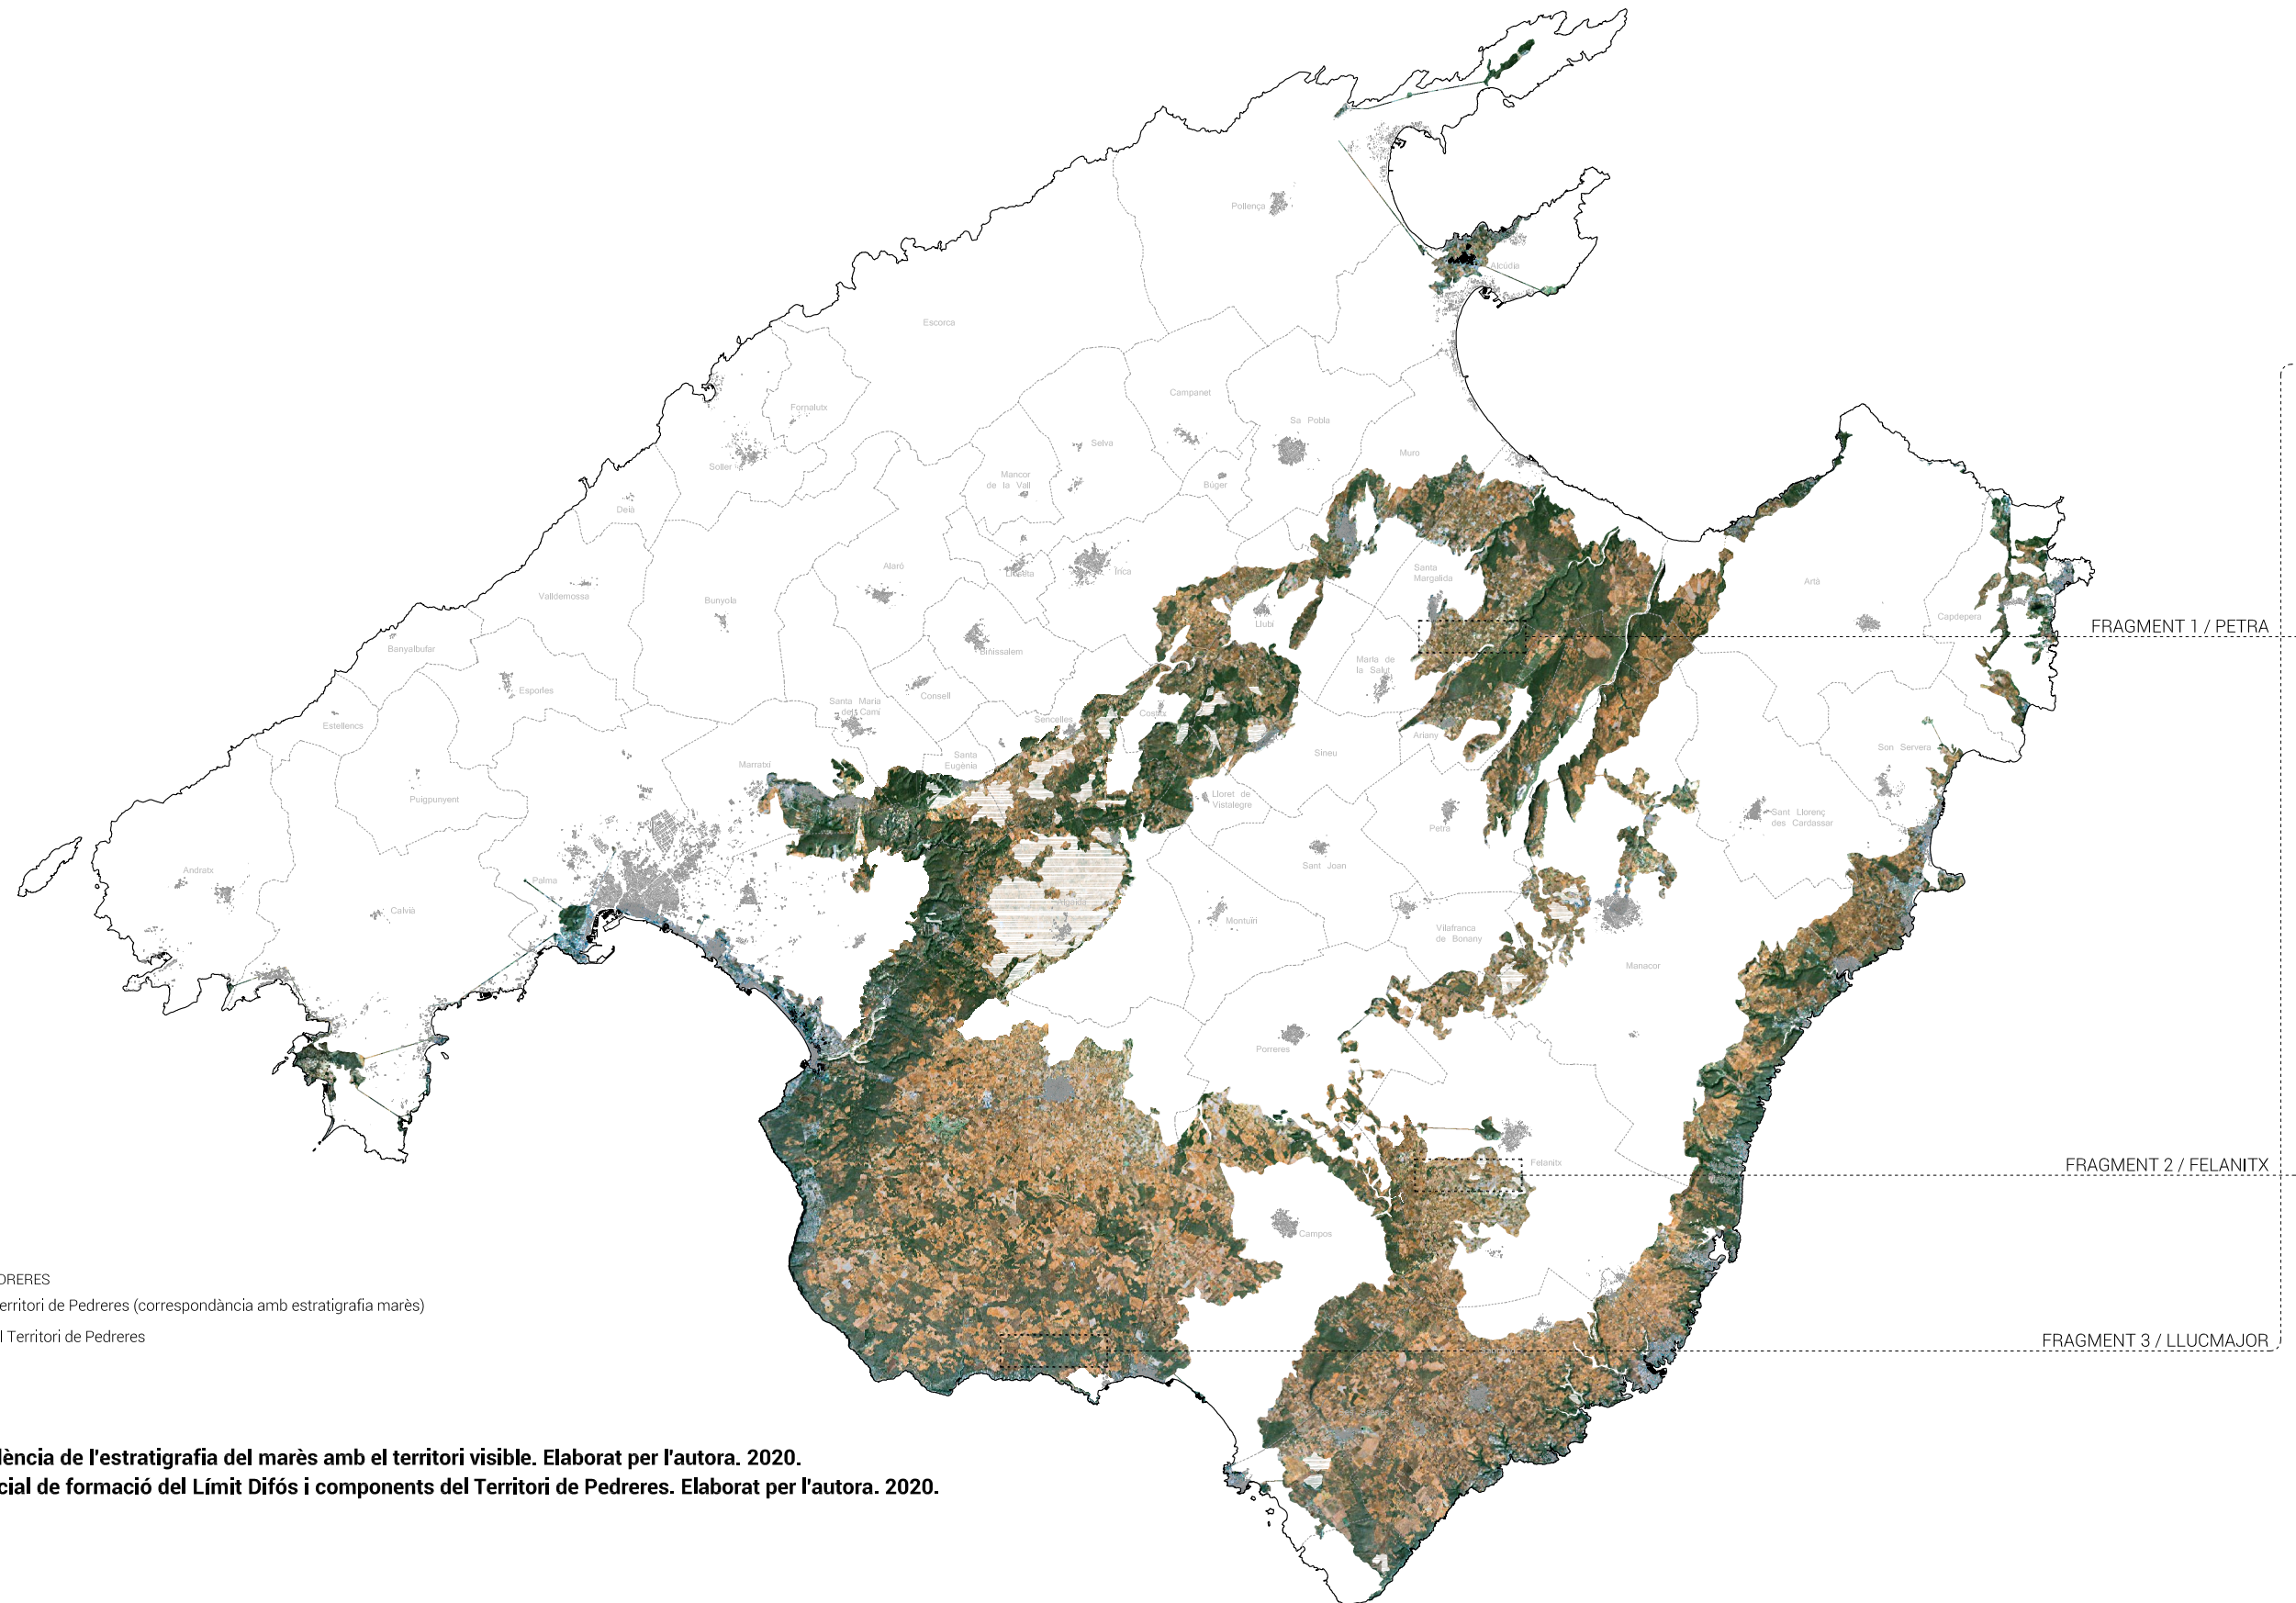 Pollença
Alcúdia
Escorca
Fornalutx
Campanet
Sa Pobla
Selva
Muro
Soller
Mancor
de la Vall
Búger
Deià
Alaró
Inca
Santa
Margalida
Artà
Valldemossa
Bunyola
Llubí
Capdepera
FRAGMENT 1 / PETRA
Banyalbufar
Binissalem
Maria de
la Salut
Esporles
Consell
Santa Maria
del Camí
Estellencs
Sencelles
Costitx
Ariany
Sineu
Son Servera
Santa
Eugènia
Marratxí
Puigpunyent
Lloret de
Vistalegre
Petra
Sant Llorenç
des Cardassar
Sant Joan
Andratx
Palma
Algaida
Calvià
Montuïri
Vilafranca
de Bonany
Manacor
Porreres
Felanitx
FRAGMENT 2 / FELANITX
Campos
DRERES
erritori de Pedreres (correspondància amb estratigrafia marès)
l Territori de Pedreres
FRAGMENT 3 / LLUCMAJOR
lència de l'estratigrafia del marès amb el territori visible. Elaborat per l'autora. 2020.
cial de formació del Límit Difós i components del Territori de Pedreres. Elaborat per l'autora. 2020.